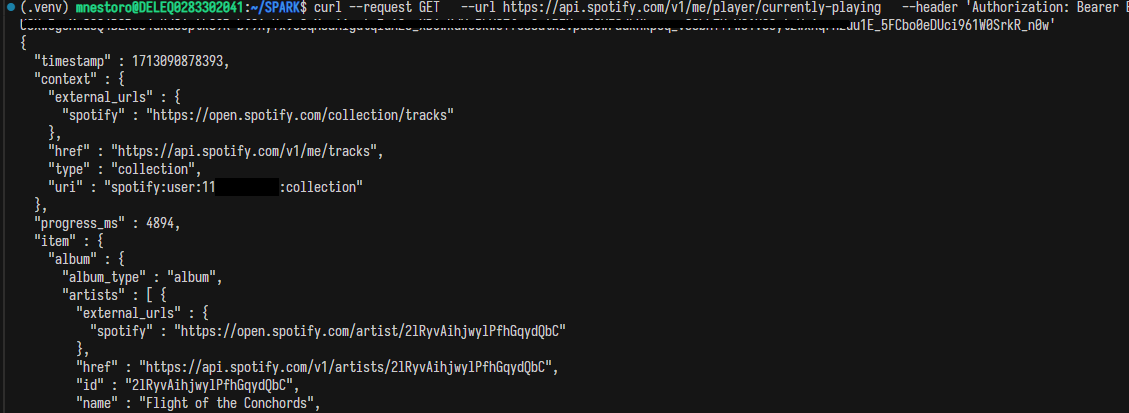 (.venv) mnestoro@DELEQ0283302041:~/SPARK$ curl --request GET --url https://api.spotify.com/v1/me/player/currently-playing --header 'Authorization: Bearer B
uu1E_5FCbo0eDUci961W0SrkR_n0w'
{
"timestamp" : 1713090878393,
"context" : {
"external_urls" : {
"spotify" : "https://open.spotify.com/collection/tracks"
},
"href" : "https://api.spotify.com/v1/me/tracks",
"type" : "collection",
"uri" : "spotify:user:11 :collection"
},
"progress_ms" : 4894,
"item" : {
"album" : {
"album_type" : "album",
"artists" : [ {
"external_urls" : {
"spotify" : "https://open.spotify.com/artist/2lRyvAihjwylPfhGqydQbC"
},
"href" : "https://api.spotify.com/v1/artists/2lRyvAihjwylPfhGqydQbC",
"id" : "2lRyvAihjwylPfhGqydQbC",
"name" : "Flight of the Conchords",